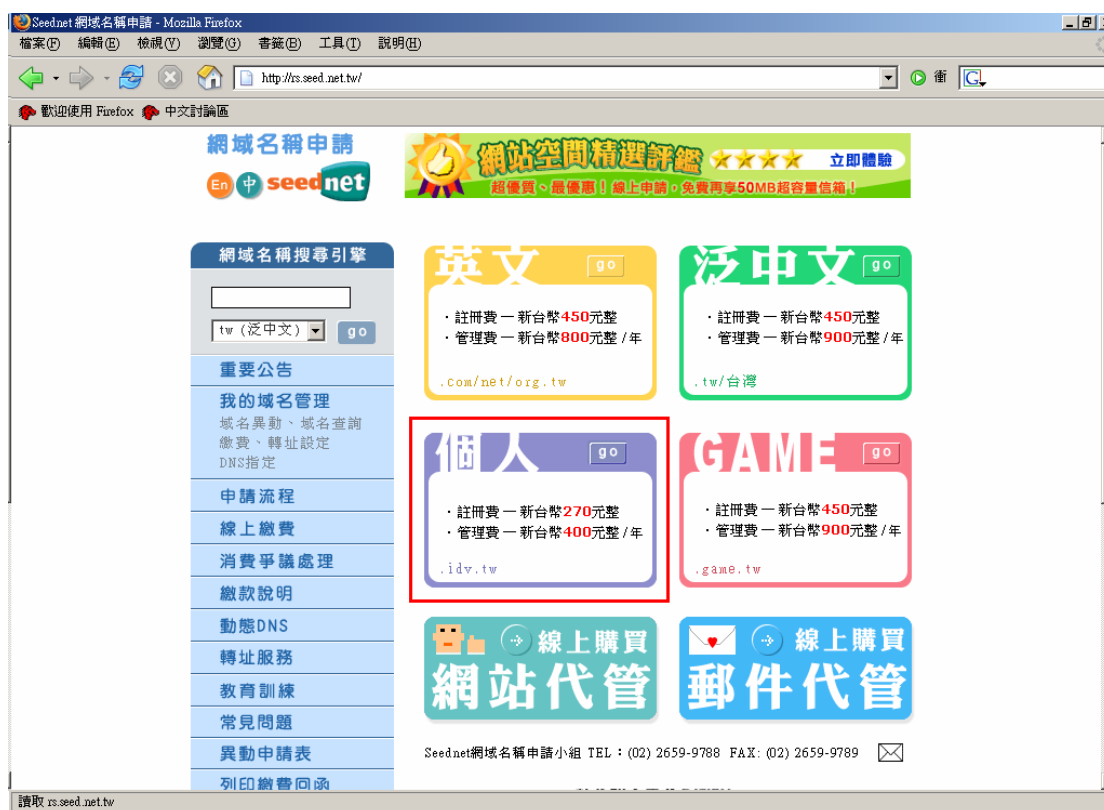 Seednet 網域名稱申請 - Mozilla Firefox
檔案(F) 編輯(E) 檢視(V) 瀏覽(G) 書籤(B) 工具(T) 說明(H)
http://rs.seed.net.tw/
衝
G
歡迎使用 Firefox 中文討論區
網域名稱申請
En 中 seednet
網站空間精選評鑑 立即體驗
超優質、最優惠!線上申請,免費再享50MB超容量信箱!
網域名稱搜尋引擎
tw (泛中文) go
重要公告
我的域名管理
域名異動、域名查詢
繳費、轉址設定
DNS指定
申請流程
線上繳費
消費爭議處理
繳款說明
動態DNS
轉址服務
教育訓練
常見問題
異動申請表
列印繳費回函
英文 go
・註冊費 — 新台幣450元整
・管理費 — 新台幣800元整 / 年
.com/net/org.tw
泛中文 go
・註冊費 — 新台幣450元整
・管理費 — 新台幣900元整 / 年
.tw/台灣
個人 go
・註冊費 — 新台幣270元整
・管理費 — 新台幣400元整 / 年
.idv.tw
GAME go
・註冊費 — 新台幣450元整
・管理費 — 新台幣900元整 / 年
.game.tw
線上購買
網站代管
線上購買
郵件代管
Seednet網域名稱申請小組 TEL:(02) 2659-9788 FAX: (02) 2659-9789
讀取 rs.seed.net.tw